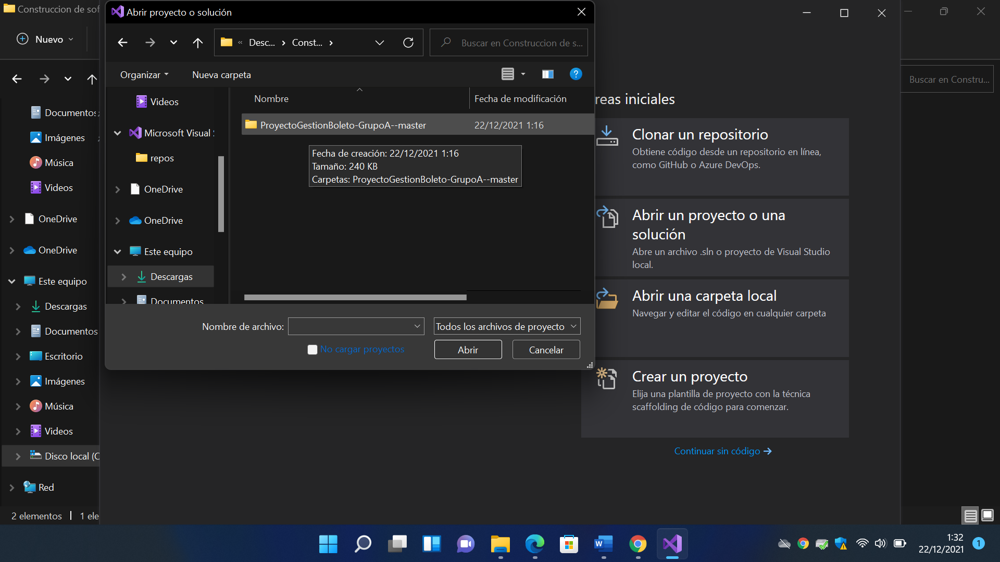 Construccion de sof
Nuevo
Documentos
Imágenes
Música
Videos
OneDrive
OneDrive
Este equipo
Descargas
Documentos
Escritorio
Imágenes
Música
Videos
Disco local (C
Red
2 elementos
1 ele
Abrir proyecto o solución
« Desc... › Const... ›
Buscar en Construccion de s...
Organizar
Nueva carpeta
?
Videos
Microsoft Visual S
repos
OneDrive
OneDrive
Este equipo
Descargas
Documentos
Nombre
Fecha de modificación
ProyectoGestionBoleto-GrupoA--master
22/12/2021 1:16
Fecha de creación: 22/12/2021 1:16
Tamaño: 240 KB
Carpetas: ProyectoGestionBoleto-GrupoA--master
Nombre de archivo:
Todos los archivos de proyecto
No cargar proyectos
Abrir
Cancelar
Buscar en Constru...
reas iniciales
Clonar un repositorio
Obtiene código desde un repositorio en línea,
como GitHub o Azure DevOps.
Abrir un proyecto o una
solución
Abre un archivo .sln o proyecto de Visual Studio
local.
Abrir una carpeta local
Navegar y editar el código en cualquier carpeta
Crear un proyecto
Elija una plantilla de proyecto con la técnica
scaffolding de código para comenzar.
Continuar sin código →
W
1:32
22/12/2021
1